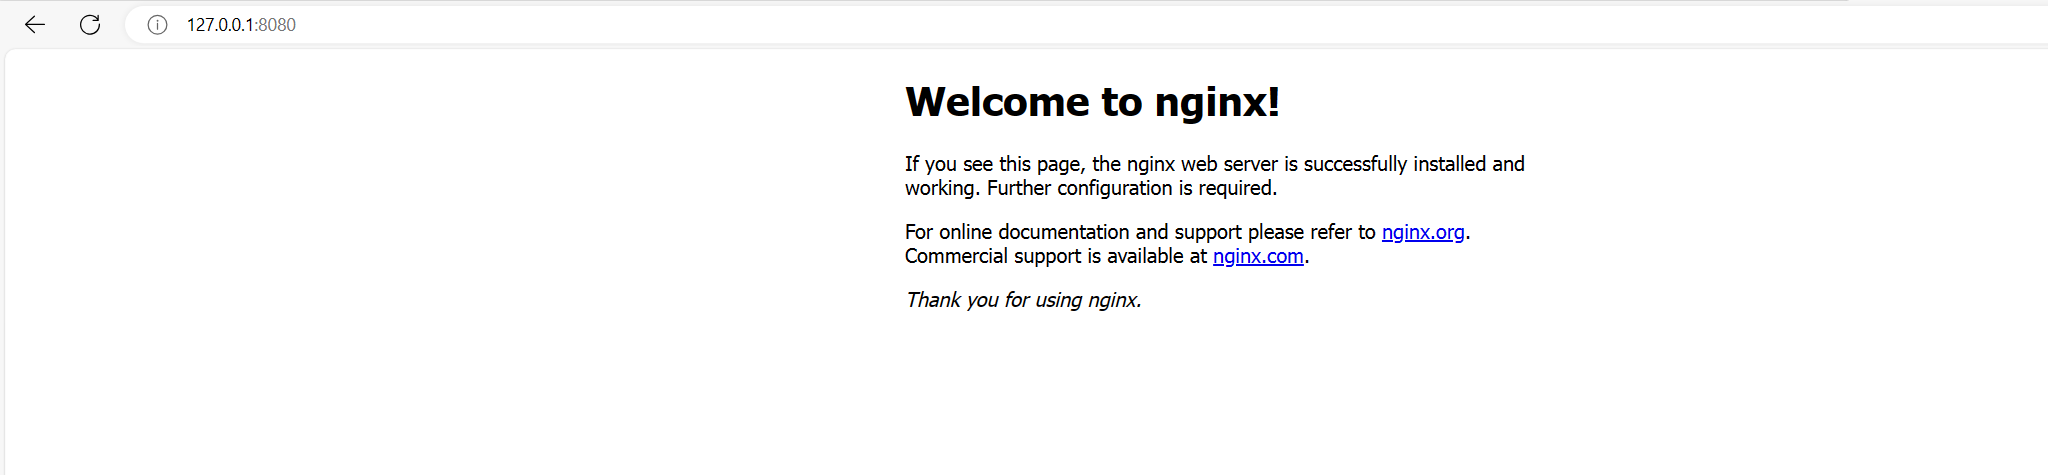 127.0.0.1:8080
Welcome to nginx!
If you see this page, the nginx web server is successfully installed and
working. Further configuration is required.
For online documentation and support please refer to nginx.org.
Commercial support is available at nginx.com.
Thank you for using nginx.